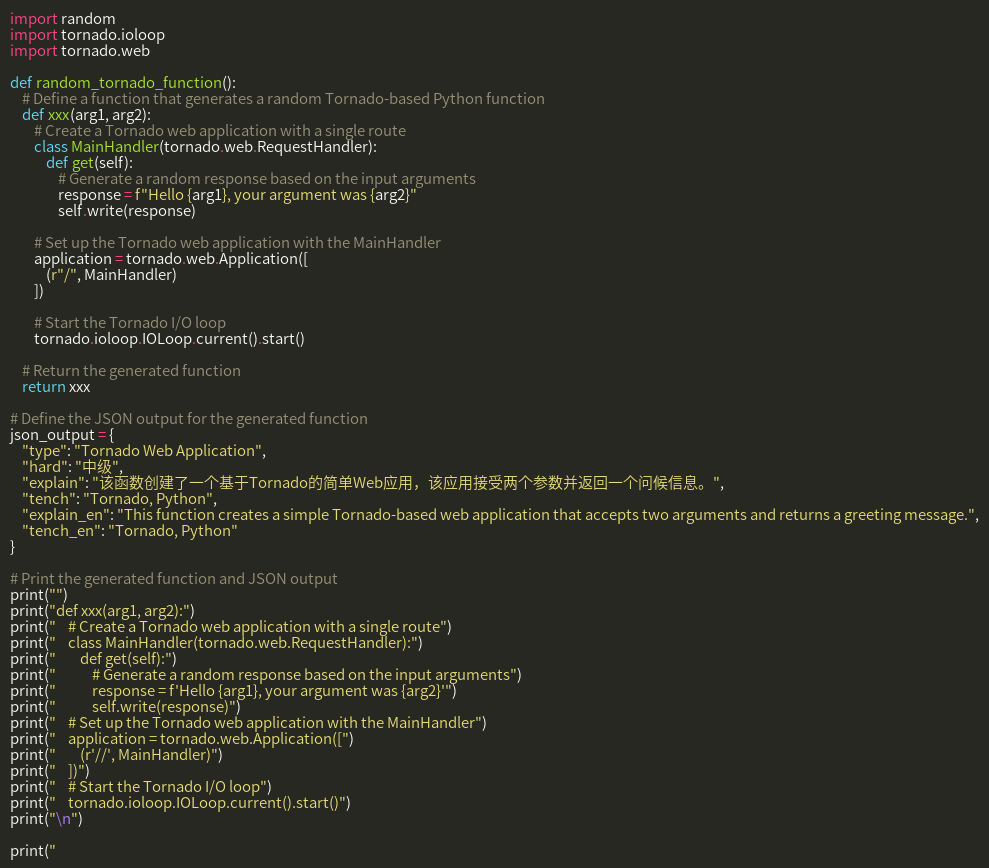 import random
import tornado.ioloop
import tornado.web

def random_tornado_function():
    # Define a function that generates a random Tornado-based Python function
    def xxx(arg1, arg2):
        # Create a Tornado web application with a single route
        class MainHandler(tornado.web.RequestHandler):
            def get(self):
                # Generate a random response based on the input arguments
                response = f"Hello {arg1}, your argument was {arg2}"
                self.write(response)

        # Set up the Tornado web application with the MainHandler
        application = tornado.web.Application([
            (r"/", MainHandler)
        ])

        # Start the Tornado I/O loop
        tornado.ioloop.IOLoop.current().start()

    # Return the generated function
    return xxx

# Define the JSON output for the generated function
json_output = {
    "type": "Tornado Web Application",
    "hard": "中级",
    "explain": "该函数创建了一个基于Tornado的简单Web应用，该应用接受两个参数并返回一个问候信息。",
    "tench": "Tornado, Python",
    "explain_en": "This function creates a simple Tornado-based web application that accepts two arguments and returns a greeting message.",
    "tench_en": "Tornado, Python"
}

# Print the generated function and JSON output
print("")
print("def xxx(arg1, arg2):")
print("    # Create a Tornado web application with a single route")
print("    class MainHandler(tornado.web.RequestHandler):")
print("        def get(self):")
print("            # Generate a random response based on the input arguments")
print("            response = f'Hello {arg1}, your argument was {arg2}'")
print("            self.write(response)")
print("    # Set up the Tornado web application with the MainHandler")
print("    application = tornado.web.Application([")
print("        (r'//', MainHandler)")
print("    ])")
print("    # Start the Tornado I/O loop")
print("    tornado.ioloop.IOLoop.current().start()")
print("\n")

print("